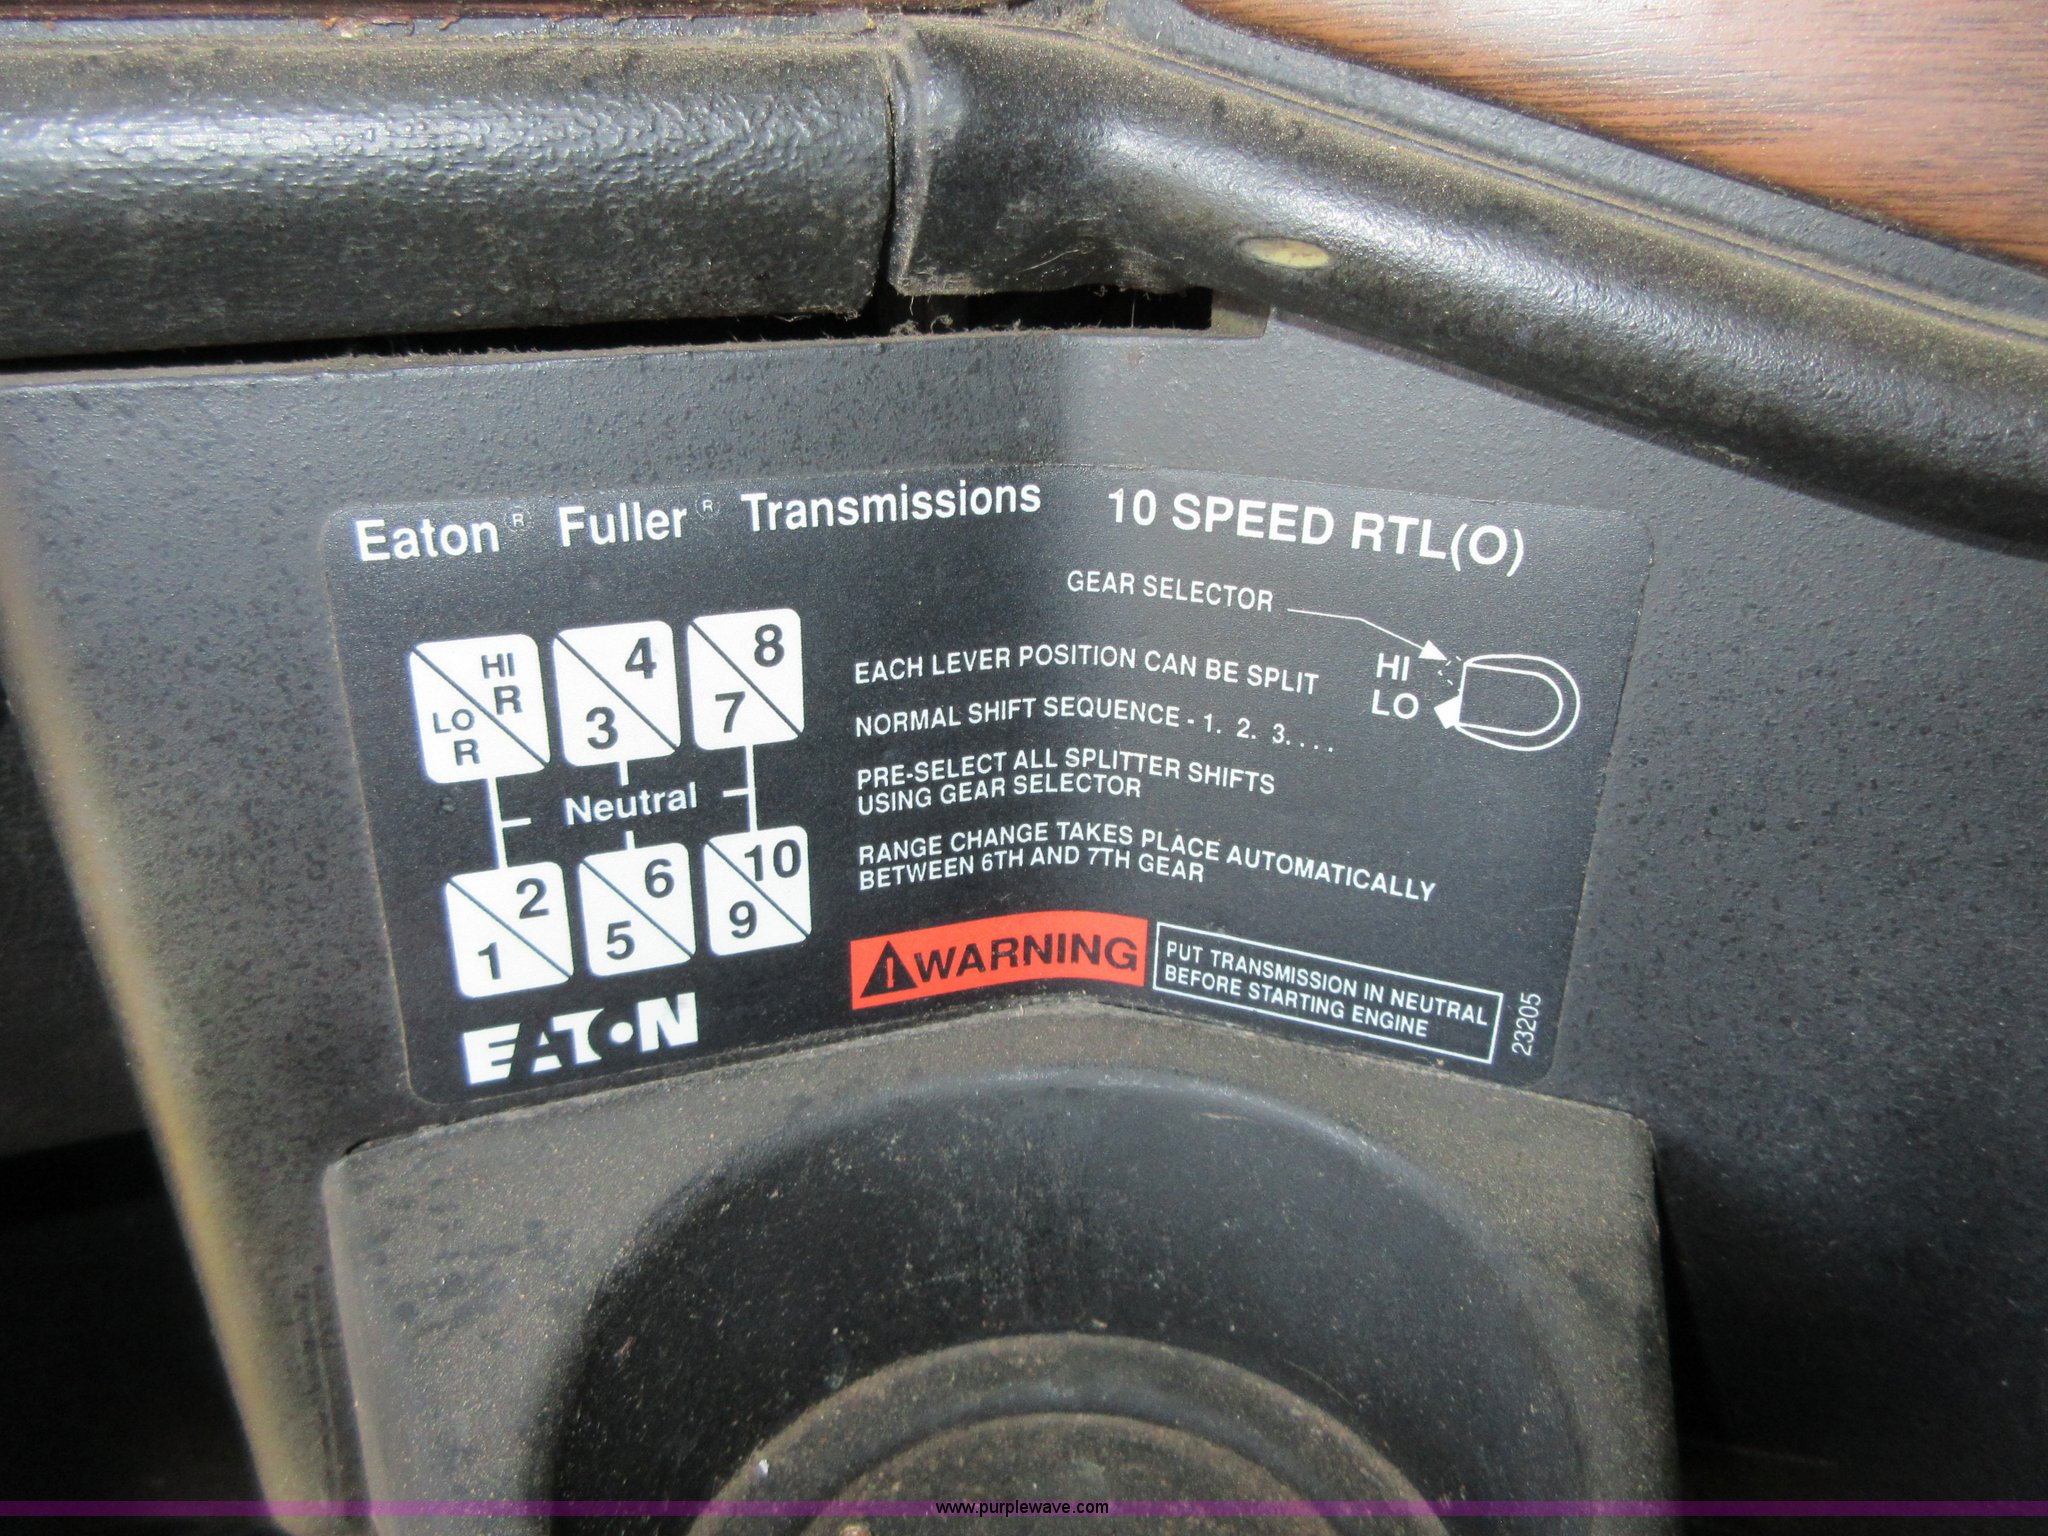 Eaton® Fuller® Transmissions 10 SPEED RTL(O)
GEAR SELECTOR
HI
LO
HI
R
LO
R
4
3
8
7
Neutral
2
1
6
5
10
9
EACH LEVER POSITION CAN BE SPLIT
NORMAL SHIFT SEQUENCE - 1. 2. 3. . . .
PRE-SELECT ALL SPLITTER SHIFTS
USING GEAR SELECTOR
RANGE CHANGE TAKES PLACE AUTOMATICALLY
BETWEEN 6TH AND 7TH GEAR
WARNING
PUT TRANSMISSION IN NEUTRAL
BEFORE STARTING ENGINE
23205
EATON
www.purplewave.com